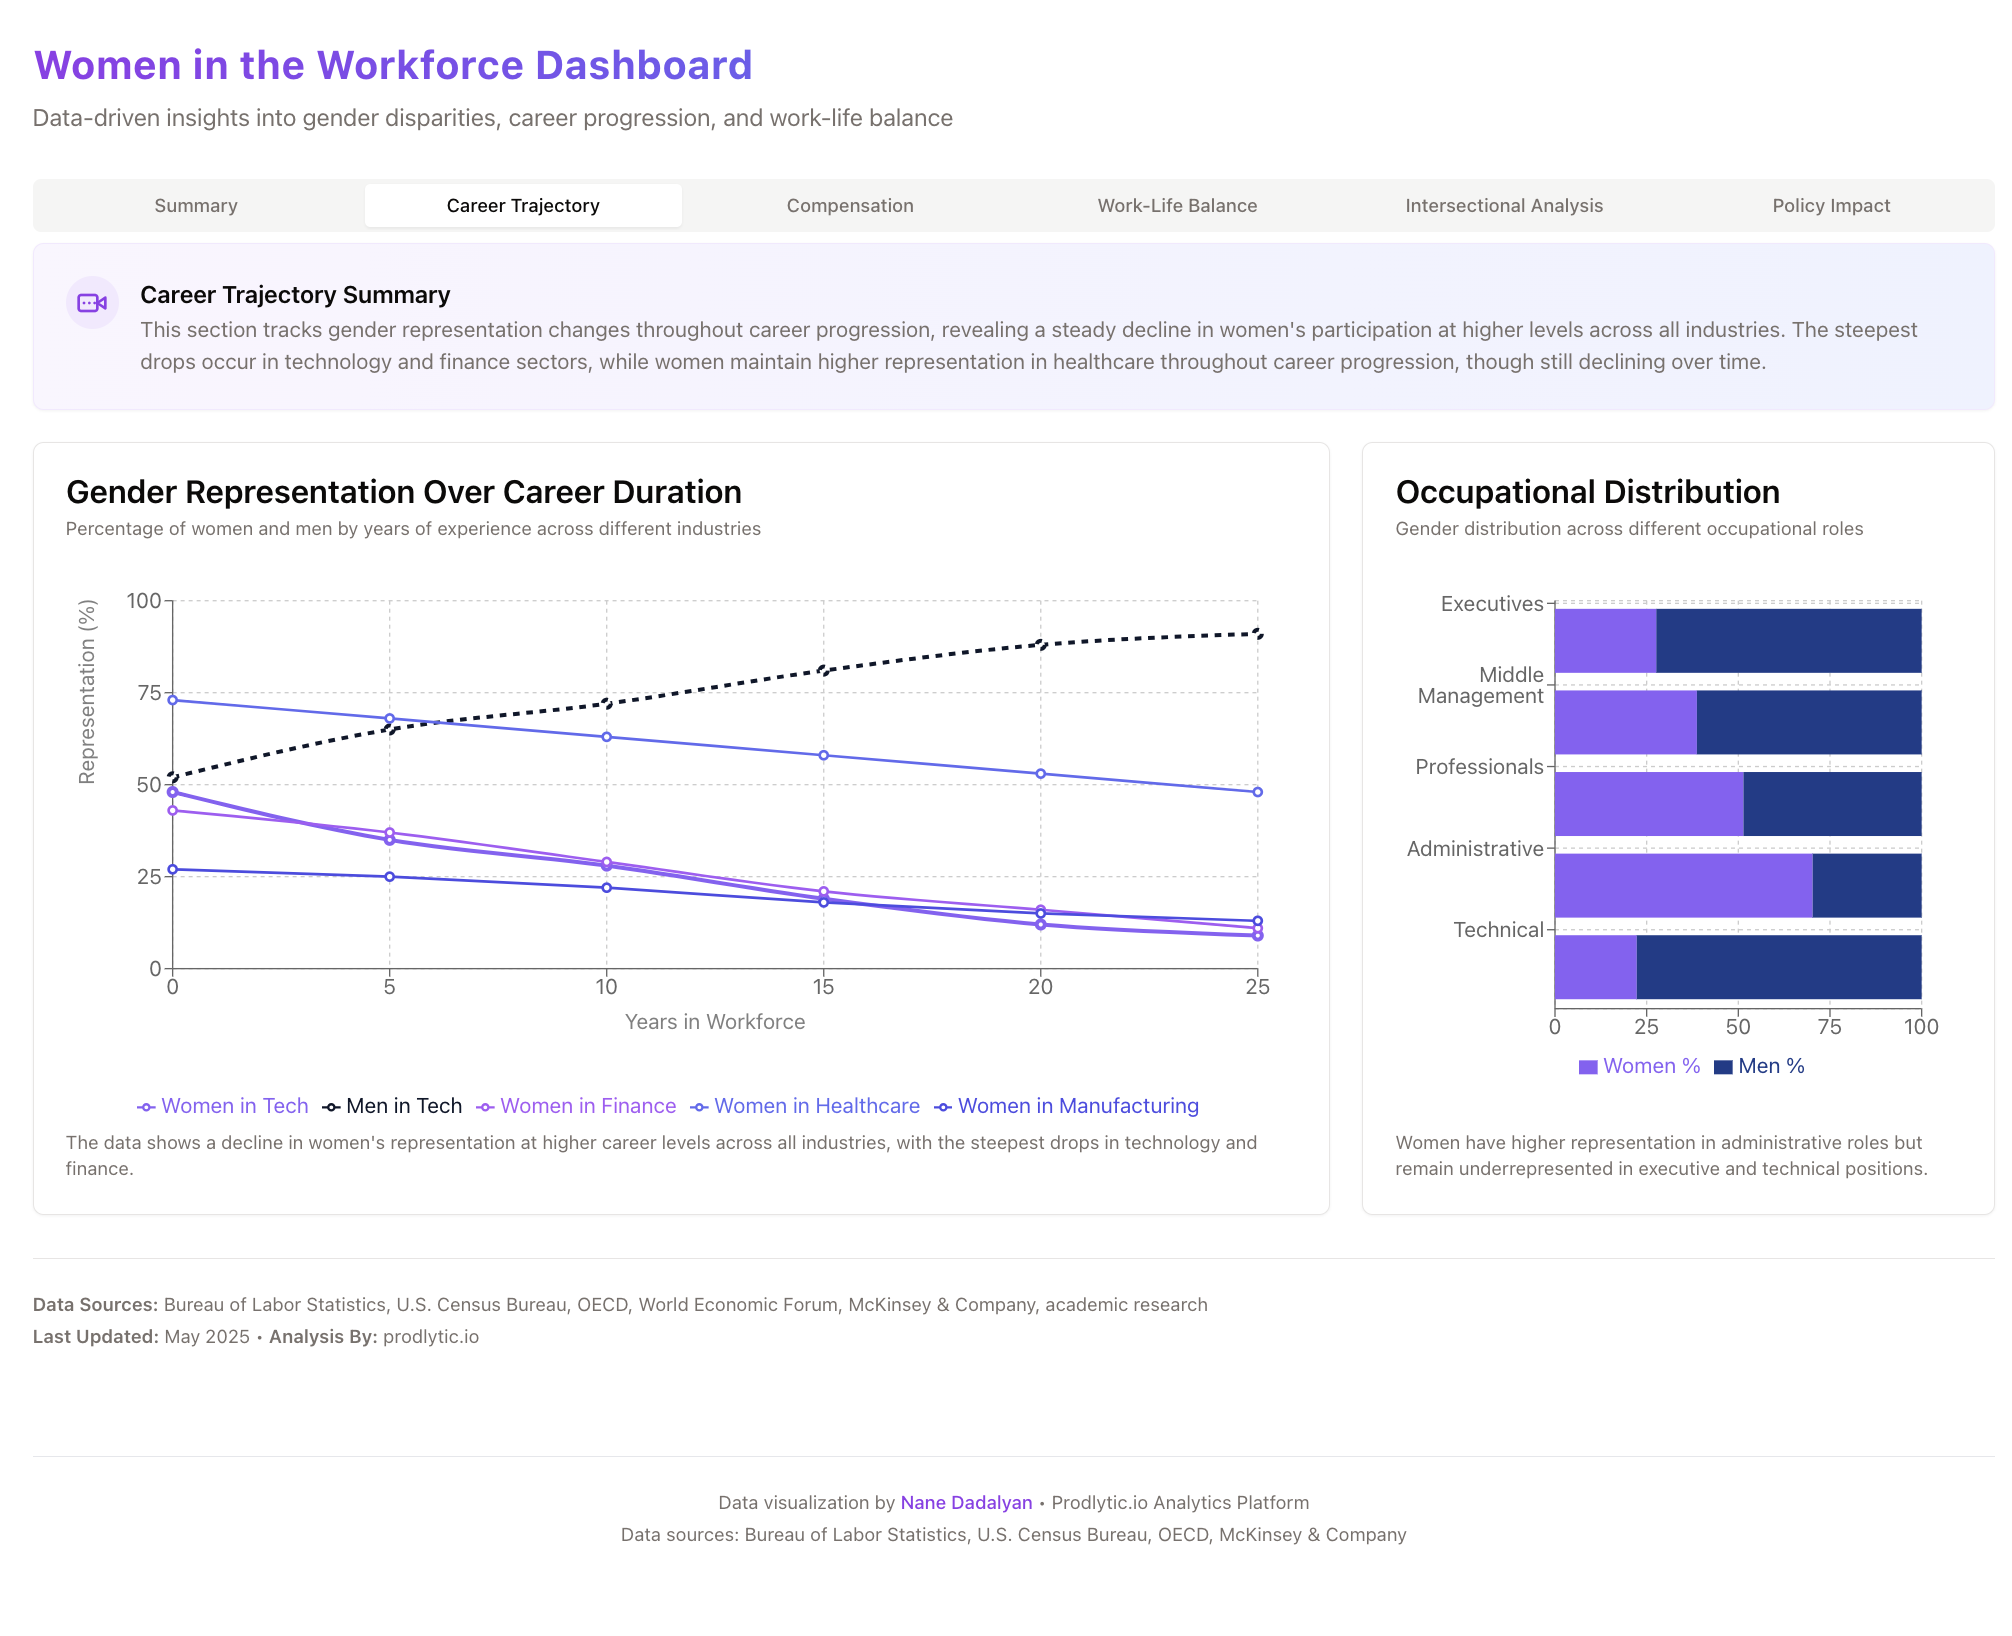 Women in the Workforce Dashboard
Data-driven insights into gender disparities, career progression, and work-life balance
Summary
Career Trajectory
Compensation
Work-Life Balance
Intersectional Analysis
Policy Impact
Career Trajectory Summary
This section tracks gender representation changes throughout career progression, revealing a steady decline in women's participation at higher levels across all industries. The steepest
drops occur in technology and finance sectors, while women maintain higher representation in healthcare throughout career progression, though still declining over time.
Gender Representation Over Career Duration
Percentage of women and men by years of experience across different industries
Representation (%)
100
75
50
25
0
0 5 10 15 20 25
Years in Workforce
Women in Tech Men in Tech Women in Finance Women in Healthcare Women in Manufacturing
The data shows a decline in women's representation at higher career levels across all industries, with the steepest drops in technology and
finance.
Occupational Distribution
Gender distribution across different occupational roles
Executives
Middle
Management
Professionals
Administrative
Technical
0 25 50 75 100
Women % Men %
Women have higher representation in administrative roles but
remain underrepresented in executive and technical positions.
Data Sources: Bureau of Labor Statistics, U.S. Census Bureau, OECD, World Economic Forum, McKinsey & Company, academic research
Last Updated: May 2025 • Analysis By: prodlytic.io
Data visualization by Nane Dadalyan • Prodlytic.io Analytics Platform
Data sources: Bureau of Labor Statistics, U.S. Census Bureau, OECD, McKinsey & Company